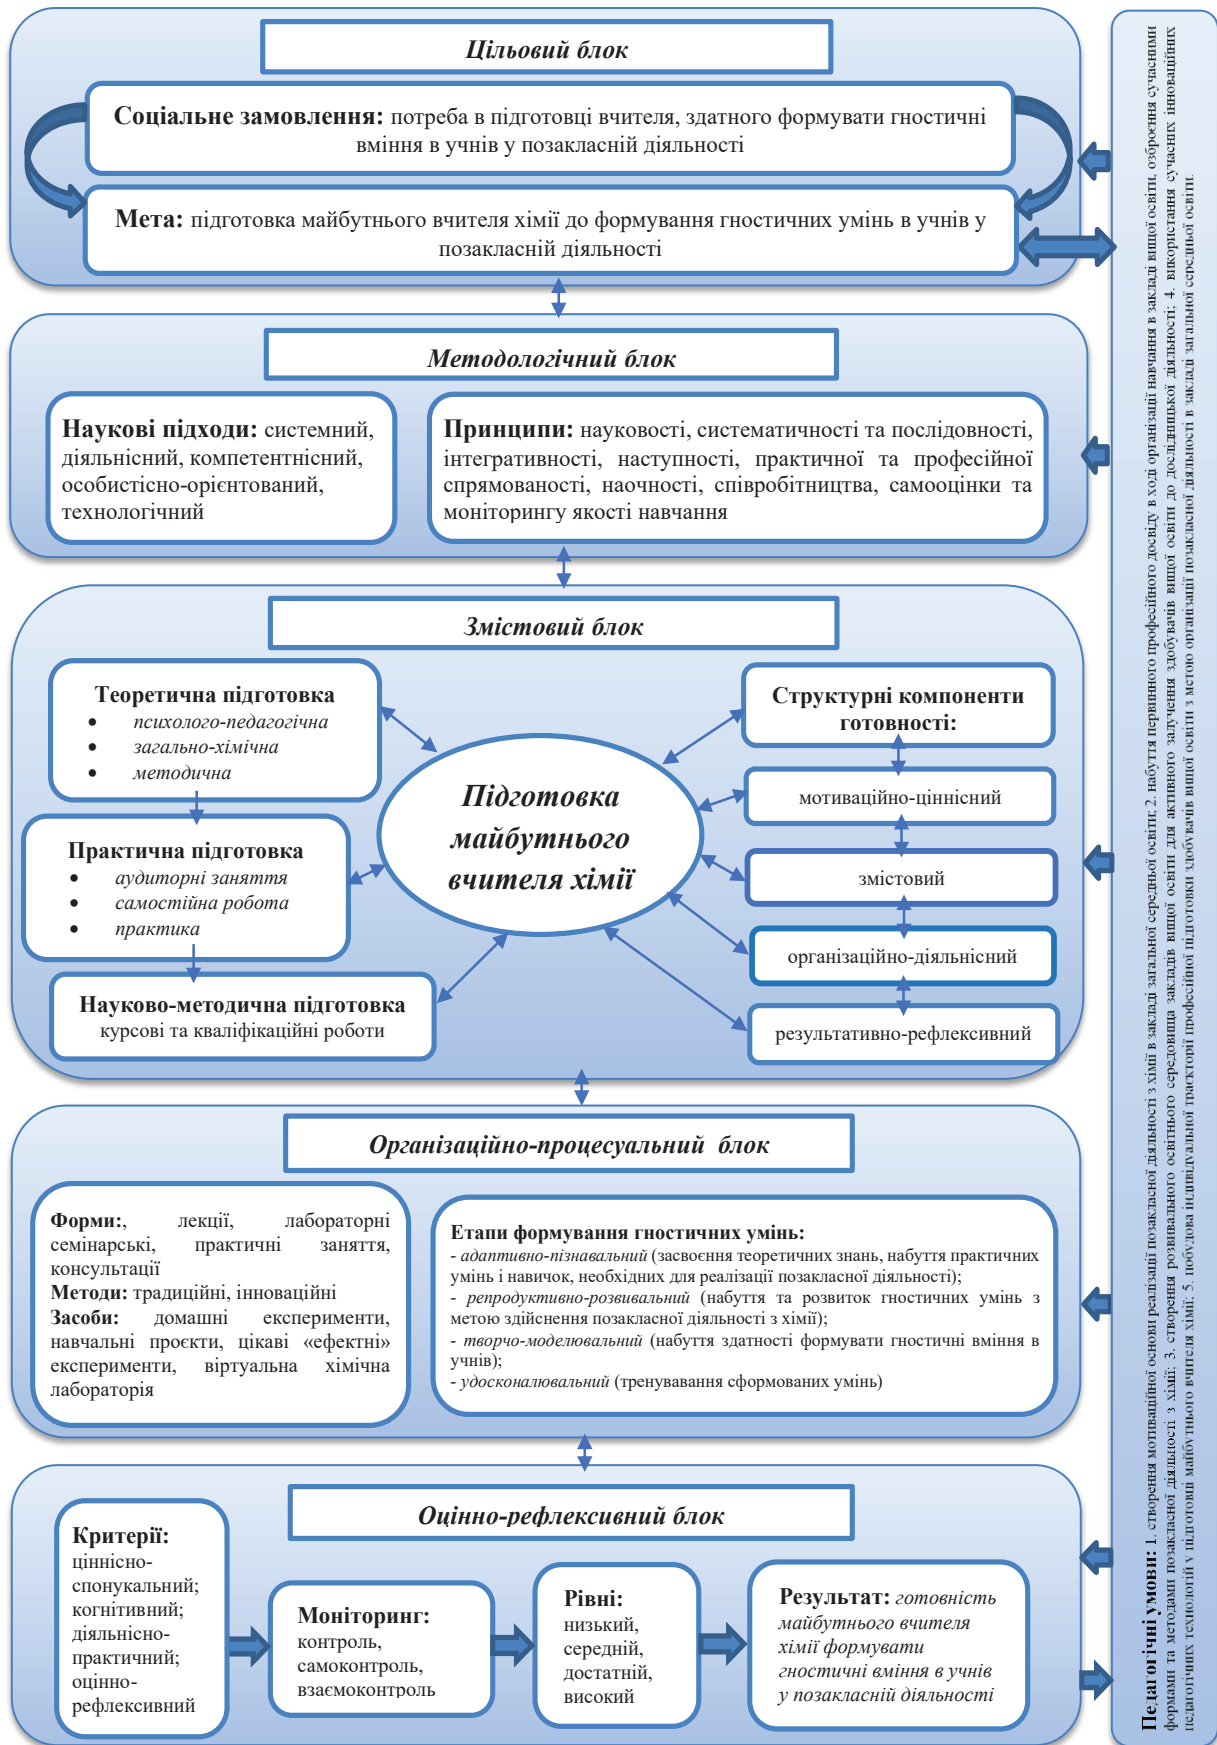 Цільовий блок
Соціальне замовлення: потреба в підготовці вчителя, здатного формувати гностичні
вміння в учнів у позакласній діяльності
Мета: підготовка майбутнього вчителя хімії до формування гностичних умінь в учнів у
позакласній діяльності
Методологічний блок
Наукові підходи: системний,
діяльнісний, компетентнісний,
особистісно-орієнтований,
технологічний
Принципи: науковості, систематичності та послідовності,
інтегративності, наступності, практичної та професійної
спрямованості, наочності, співробітництва, самооцінки та
моніторингу якості навчання
Змістовий блок
Теоретична підготовка
• психолого-педагогічна
• загально-хімічна
• методична
Практична підготовка
• аудиторні заняття
• самостійна робота
• практика
Науково-методична підготовка
курсові та кваліфікаційні роботи
Підготовка
майбутнього
вчителя хімії
Структурні компоненти
готовності:
мотиваційно-ціннісний
змістовий
організаційно-діяльнісний
результативно-рефлексивний
Організаційно-процесуальний блок
Форми:, лекції, лабораторні
семінарські, практичні заняття,
консультації
Методи: традиційні, інноваційні
Засоби: домашні експерименти,
навчальні проєкти, цікаві «ефектні»
експерименти, віртуальна хімічна
лабораторія
Етапи формування гностичних умінь:
- адаптивно-пізнавальний (засвоєння теоретичних знань, набуття практичних
умінь і навичок, необхідних для реалізації позакласної діяльності);
- репродуктивно-розвивальний (набуття та розвиток гностичних умінь з
метою здійснення позакласної діяльності з хімії);
- творчо-моделювальний (набуття здатності формувати гностичні вміння в
учнів);
- удосконалювальний (тренувавання сформованих умінь)
Оцінно-рефлексивний блок
Критерії:
ціннісно-
спонукальний;
когнітивний;
діяльнісно-
практичний;
оцінно-
рефлексивний
Моніторинг:
контроль,
самоконтроль,
взаємоконтроль
Рівні:
низький,
середній,
достатній,
високий
Результат: готовність
майбутнього вчителя
хімії формувати
гностичні вміння в учнів
у позакласній діяльності
Педагогічні умови: 1. створення мотиваційної основи реалізації позакласної діяльності з хімії в закладі загальної середньої освіти; 2. набуття первинного професійного досвіду в ході організації навчання в закладі вищої освіти, озброєння сучасними
формами та методами позакласної діяльності з хімії; 3. створення розвивального освітнього середовища закладів вищої освіти для активного залучення здобувачів вищої освіти до дослідницької діяльності; 4. використання сучасних інноваційних
педагогічних технологій у підготовці майбутнього вчителя хімії; 5. побудова індивідуальної траєкторії професійної підготовки здобувачів вищої освіти з метою організації позакласної діяльності в закладі загальної середньої освіти.